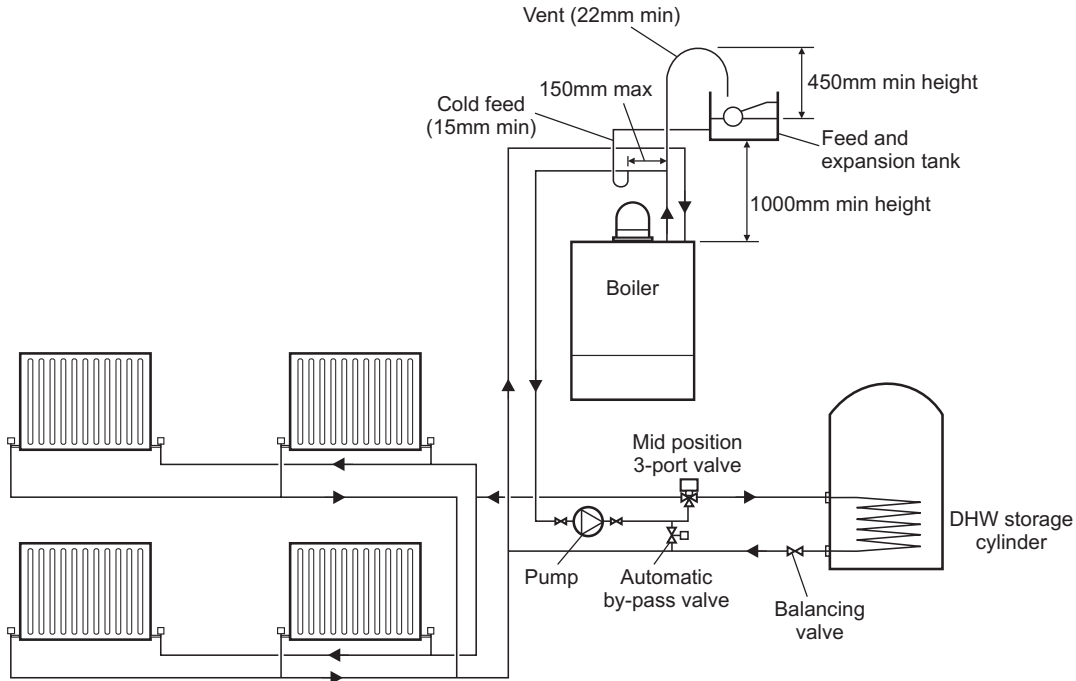 Vent (22mm min)
450mm min height
150mm max
Cold feed
(15mm min)
Feed and
expansion tank
1000mm min height
Boiler
Mid position
3-port valve
DHW storage
cylinder
Pump
Automatic
by-pass valve
Balancing
valve